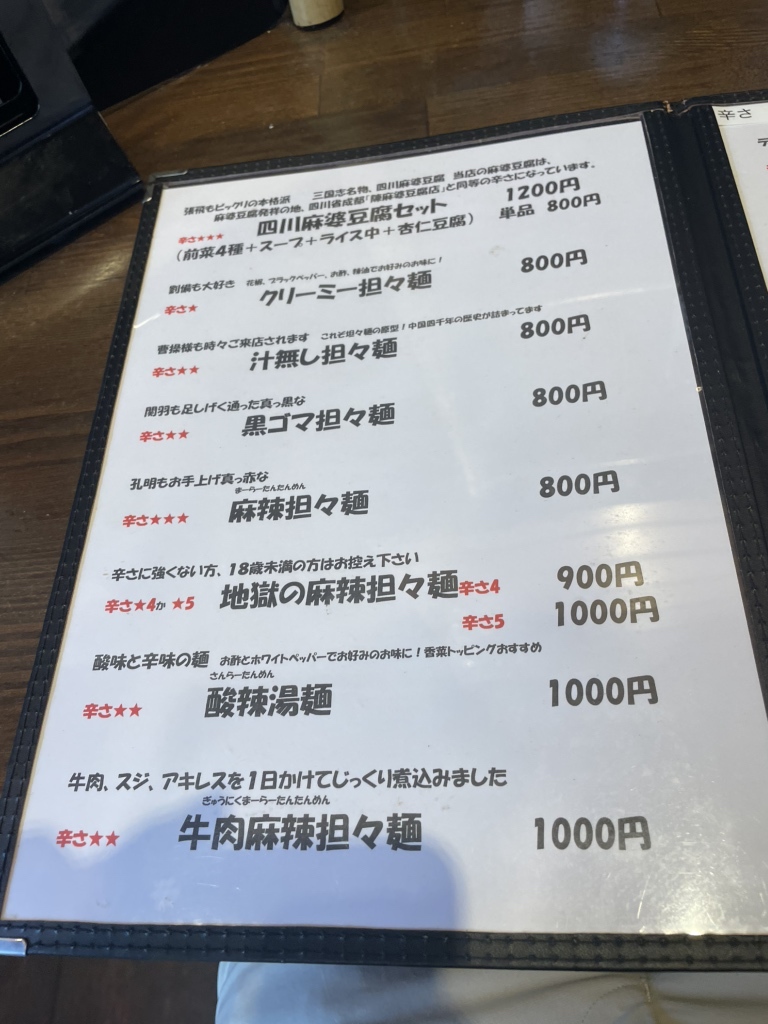 張飛もビックリの本格派 三国志名物、四川麻婆豆腐 当店の麻婆豆腐は、
麻婆豆腐発祥の地、四川省成都「陳麻婆豆腐店」と同等の辛さになっています。
辛さ★★★ 四川麻婆豆腐セット 1200円
(前菜4種+スープ+ライス中+杏仁豆腐) 単品 800円
劉備も大好き 花椒、ブラックペッパー、お酢、辣油でお好みのお味に!
辛さ★ クリーミー担々麺 800円
曹操様も時々ご来店されます これぞ坦々麺の原型!中国四千年の歴史が詰まってます
辛さ★★ 汁無し担々麺 800円
関羽も足しげく通った真っ黒な
辛さ★★ 黒ゴマ担々麺 800円
孔明もお手上げ真っ赤な
まーらーたんたんめん
辛さ★★★ 麻辣担々麺 800円
辛さに強くない方、18歳未満の方はお控え下さい
辛さ★4か★5 地獄の麻辣担々麺 辛さ4 900円
辛さ5 1000円
酸味と辛味の麺 お酢とホワイトペッパーでお好みのお味に!香菜トッピングおすすめ
さんらーたんめん
辛さ★★ 酸辣湯麺 1000円
牛肉、スジ、アキレスを1日かけてじっくり煮込みました
ぎゅうにくまーらーたんたんめん
辛さ★★ 牛肉麻辣担々麺 1000円
辛さ